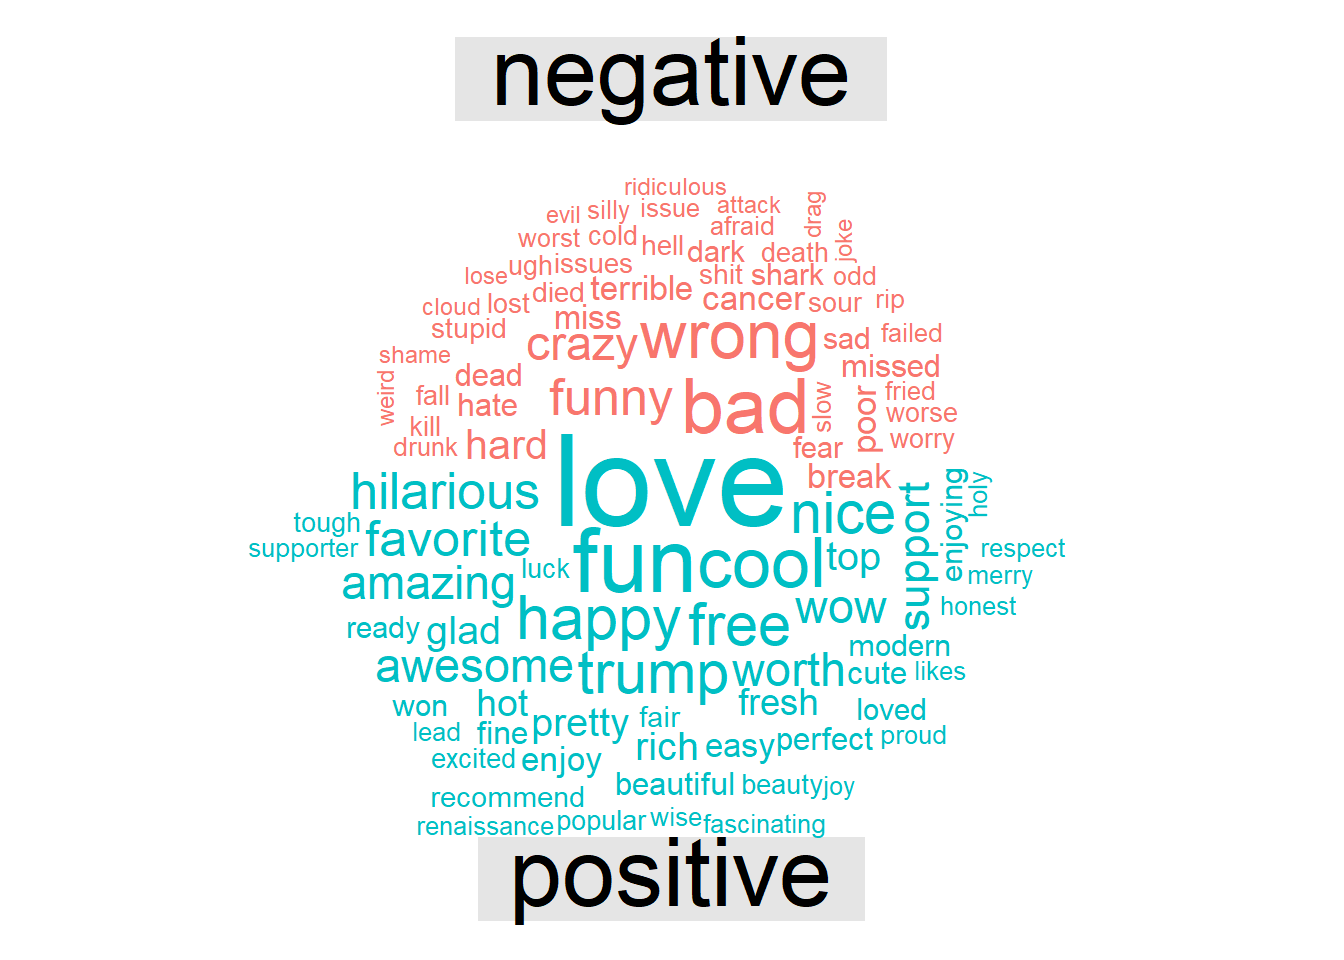 negative
ridiculous
evil silly issue attack drag
worst cold hell afraid joke
dark death
lose ugh issues shit shark odd
cloud lost died terrible cancer sour rip
stupid miss crazy wrong sad failed
shame missed
weird fall dead funny bad slow poor fried
kill hate worse
drunk hard fear worry
love break
hilarious nice support enjoying holy
tough
supporter favorite fun cool top respect
amazing luck merry
happy free wow honest
ready glad modern
awesome trump worth cute likes
won hot pretty fair fresh loved
lead fine rich easy perfect proud
excited enjoy
recommend beautiful beauty joy
renaissance popular wise fascinating
positive